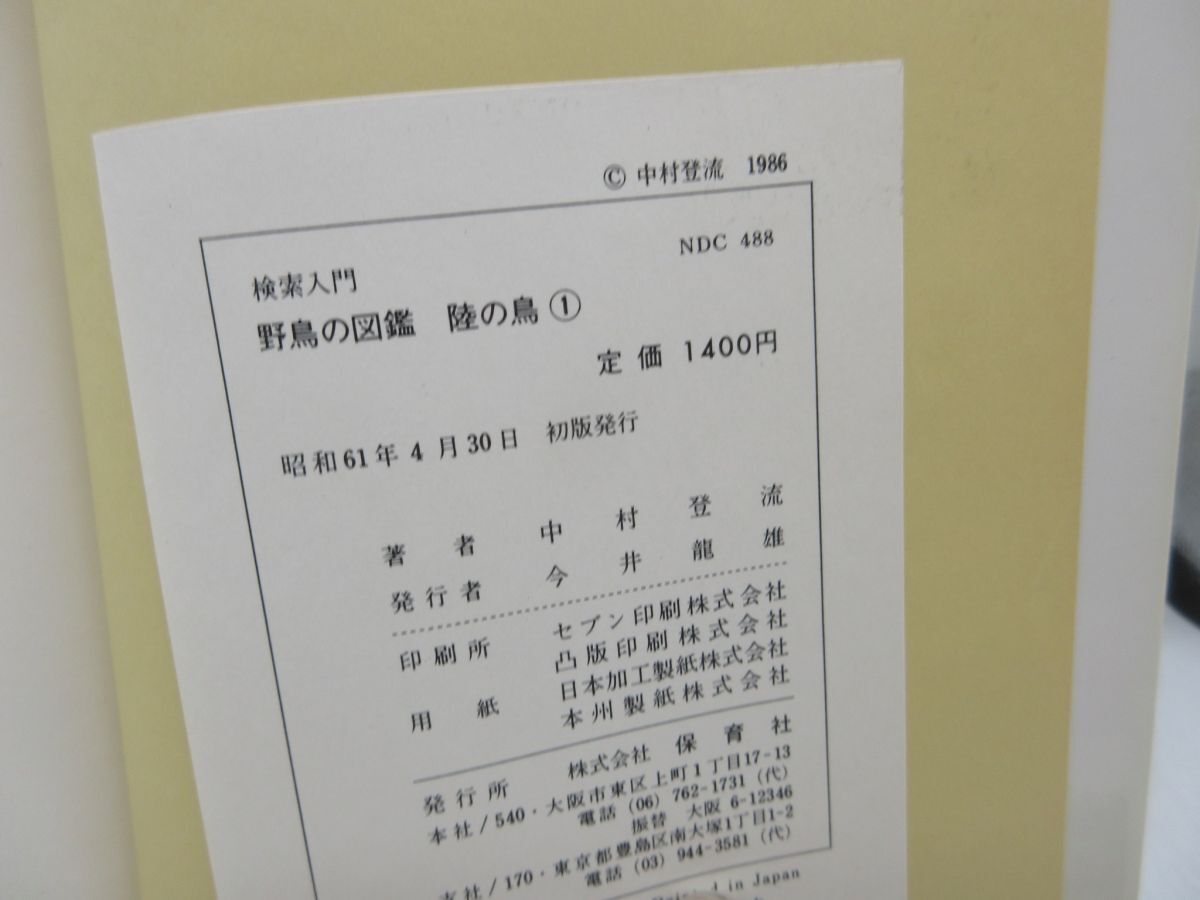 © 中村登流 1986
NDC 488
検索入門
野鳥の図鑑 陸の鳥①
定価 1400円
昭和61年 4月30日 初版発行
著者 中村登流
発行者 今井龍雄
印刷所 セブン印刷株式会社
凸版印刷株式会社
用紙 日本加工製紙株式会社
本州製紙株式会社
発行所 株式会社 保育社
本社/540・大阪市東区上町1丁目17-13
電話 (06) 762-1731 (代)
振替 大阪 6-12346
支社/170・東京都豊島区南大塚1丁目1-2
電話 (03) 944-3581 (代)
in Japan